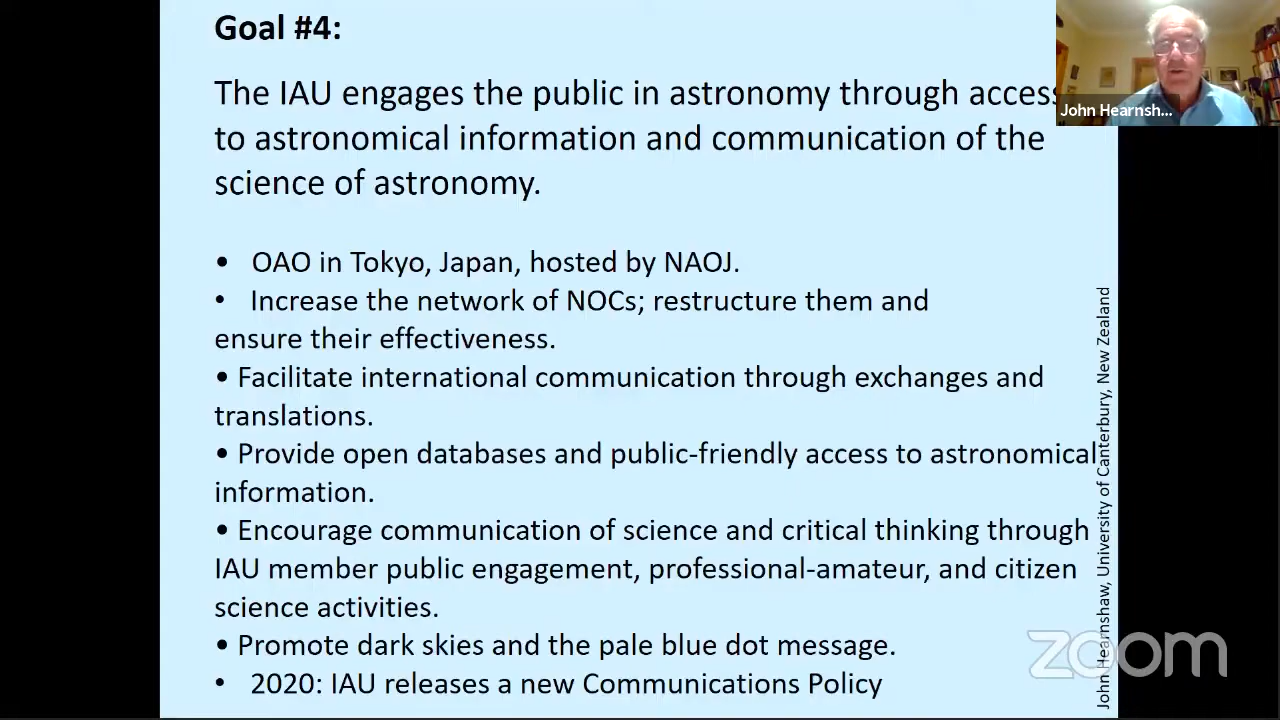 Goal #4:
The IAU engages the public in astronomy through access
to astronomical information and communication of the
science of astronomy.
• OAO in Tokyo, Japan, hosted by NAOJ.
• Increase the network of NOCs; restructure them and
ensure their effectiveness.
• Facilitate international communication through exchanges and
translations.
• Provide open databases and public-friendly access to astronomical
information.
• Encourage communication of science and critical thinking through
IAU member public engagement, professional-amateur, and citizen
science activities.
• Promote dark skies and the pale blue dot message.
• 2020: IAU releases a new Communications Policy
John Hearnsh...
John Hearnshaw, University of Canterbury, New Zealand
zoom